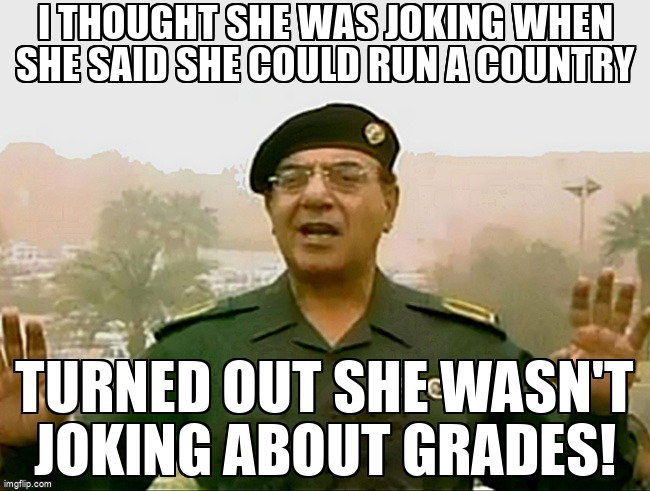 I THOUGHT SHE WAS JOKING WHEN
SHE SAID SHE COULD RUN A COUNTRY
TURNED OUT SHE WASN'T
JOKING ABOUT GRADES!
imgflip.com